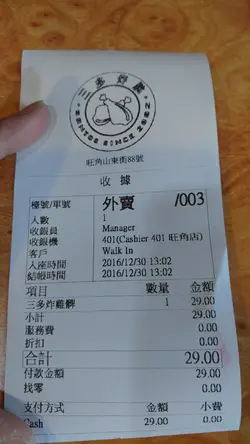 三多炸雞
SENTOS SINCE 2002
旺角山東街88號
收據
檯號/單號 外賣 /003
人數 1
收銀員 Manager
收銀機 401(Cashier 401 旺角店)
客戶 Walk In
入座時間 2016/12/30 13:02
結帳時間 2016/12/30 13:02
項目 數量 金額
三多炸雞髀 1 29.00
小計 29.00
服務費 0.00
折扣 0.00
合計 29.00
付款金額 29.00
找零 0.00
支付方式 金額 小費
Cash 29.00 0.00